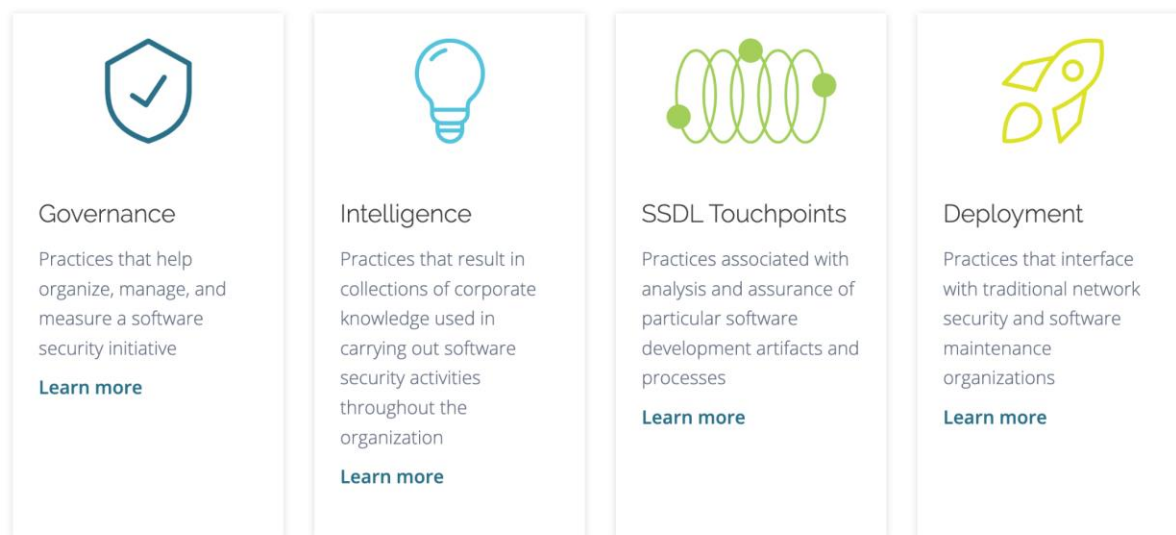 Governance
Practices that help
organize, manage, and
measure a software
security initiative
Learn more
Intelligence
Practices that result in
collections of corporate
knowledge used in
carrying out software
security activities
throughout the
organization
Learn more
SSDL Touchpoints
Practices associated with
analysis and assurance of
particular software
development artifacts and
processes
Learn more
Deployment
Practices that interface
with traditional network
security and software
maintenance
organizations
Learn more